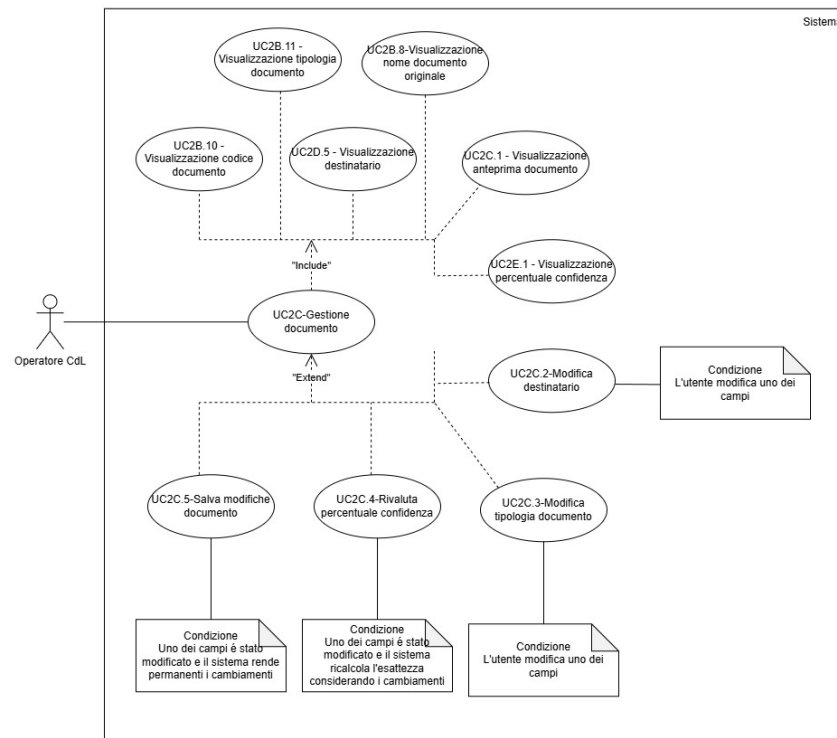 Sistema
UC2B.11 -
Visualizzazione tipologia
documento
UC2B.8-Visualizzazione
nome documento
originale
UC2B.10 -
Visualizzazione codice
documento
UC2D.5 - Visualizzazione
destinatario
UC2C.1 - Visualizzazione
anteprima documento
"Include"
UC2E.1 - Visualizzazione
percentuale confidenza
UC2C-Gestione
documento
Operatore CdL
"Extend"
UC2C.2-Modifica
destinatario
Condizione
L'utente modifica uno dei
campi
UC2C.5-Salva modifiche
documento
UC2C.4-Rivaluta
percentuale confidenza
UC2C.3-Modifica
tipologia documento
Condizione
Uno dei campi é stato
modificato e il sistema rende
permanenti i cambiamenti
Condizione
Uno dei campi é stato
modificato e il sistema
ricalcola l'esattezza
considerando i cambiamenti
Condizione
L'utente modifica uno dei
campi